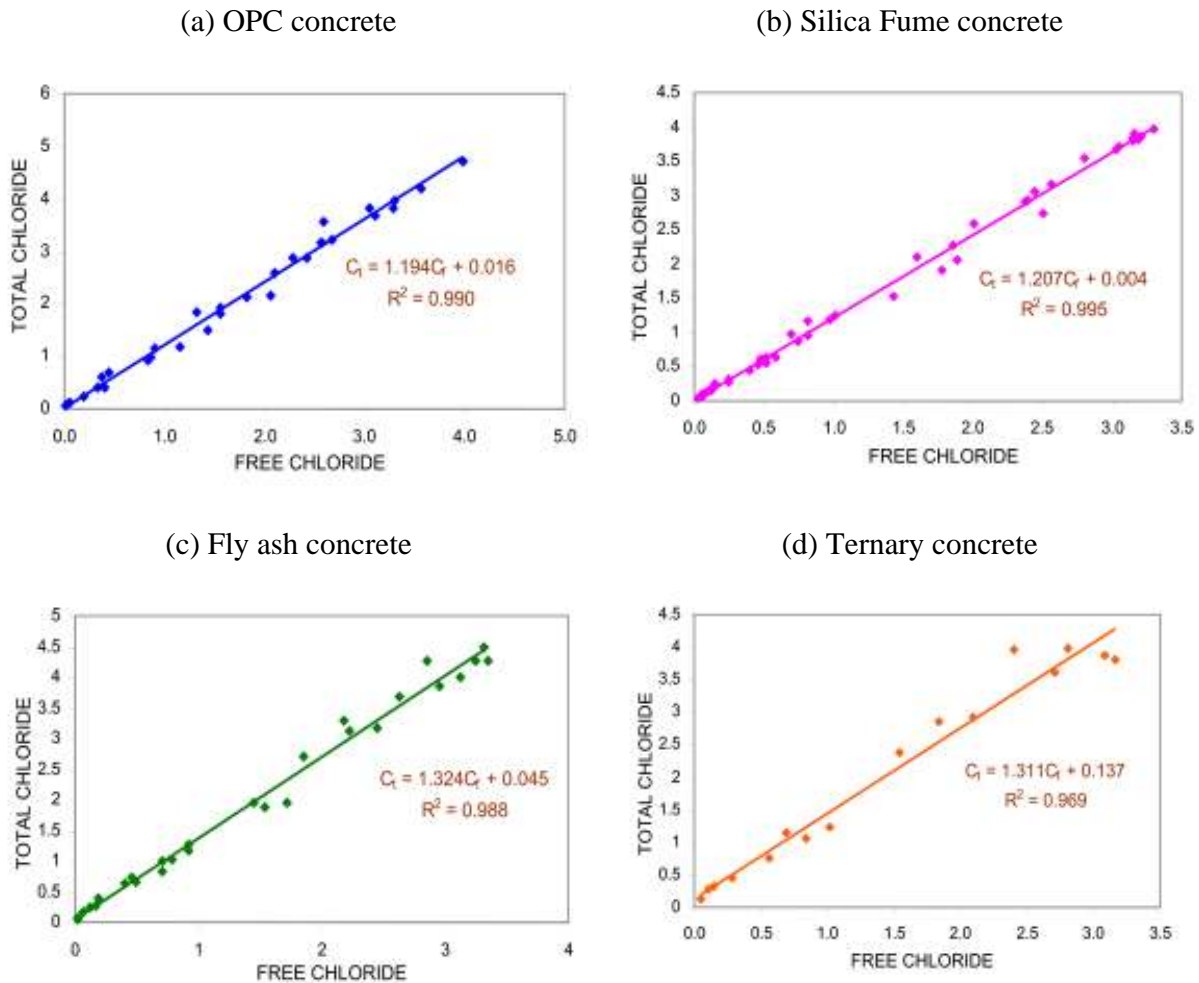 (a) OPC concrete
6
5
4
3
2
1
0
TOTAL CHLORIDE
Cₜ = 1.194C_f + 0.016
R² = 0.990
0.0 1.0 2.0 3.0 4.0 5.0
FREE CHLORIDE
(b) Silica Fume concrete
4.5
4
3.5
3
2.5
2
1.5
1
0.5
0
TOTAL CHLORIDE
Cₜ = 1.207C_f + 0.004
R² = 0.995
0.0 0.5 1.0 1.5 2.0 2.5 3.0 3.5
FREE CHLORIDE
(c) Fly ash concrete
5
4.5
4
3.5
3
2.5
2
1.5
1
0.5
0
TOTAL CHLORIDE
Cₜ = 1.324C_f + 0.045
R² = 0.988
0 1 2 3 4
FREE CHLORIDE
(d) Ternary concrete
4.5
4
3.5
3
2.5
2
1.5
1
0.5
0
TOTAL CHLORIDE
Cₜ = 1.311C_f + 0.137
R² = 0.969
0.0 0.5 1.0 1.5 2.0 2.5 3.0 3.5
FREE CHLORIDE